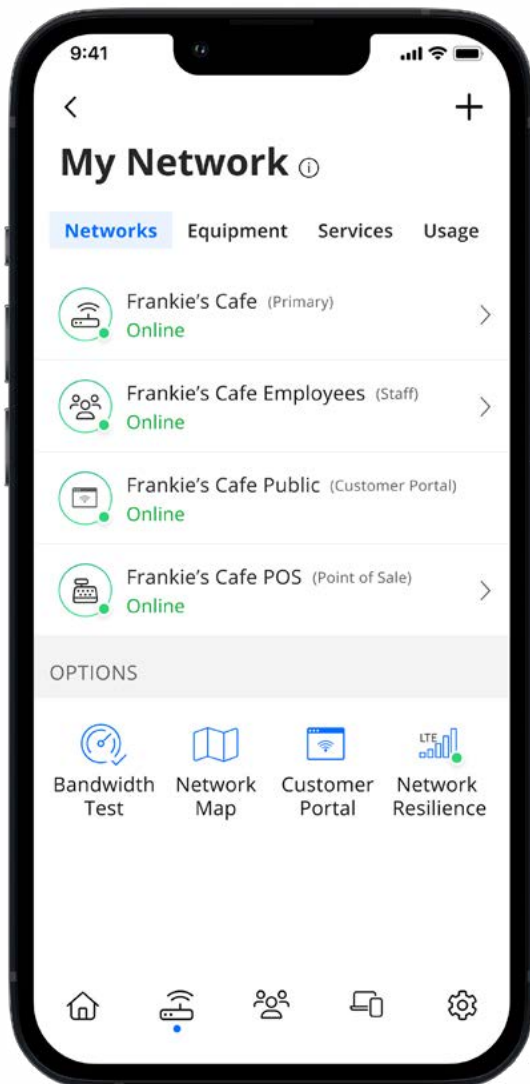 9:41
My Network
Networks Equipment Services Usage
Frankie's Cafe (Primary)
Online
Frankie's Cafe Employees (Staff)
Online
Frankie's Cafe Public (Customer Portal)
Online
Frankie's Cafe POS (Point of Sale)
Online
OPTIONS
LTE
Bandwidth Network Customer Network
Test Map Portal Resilience